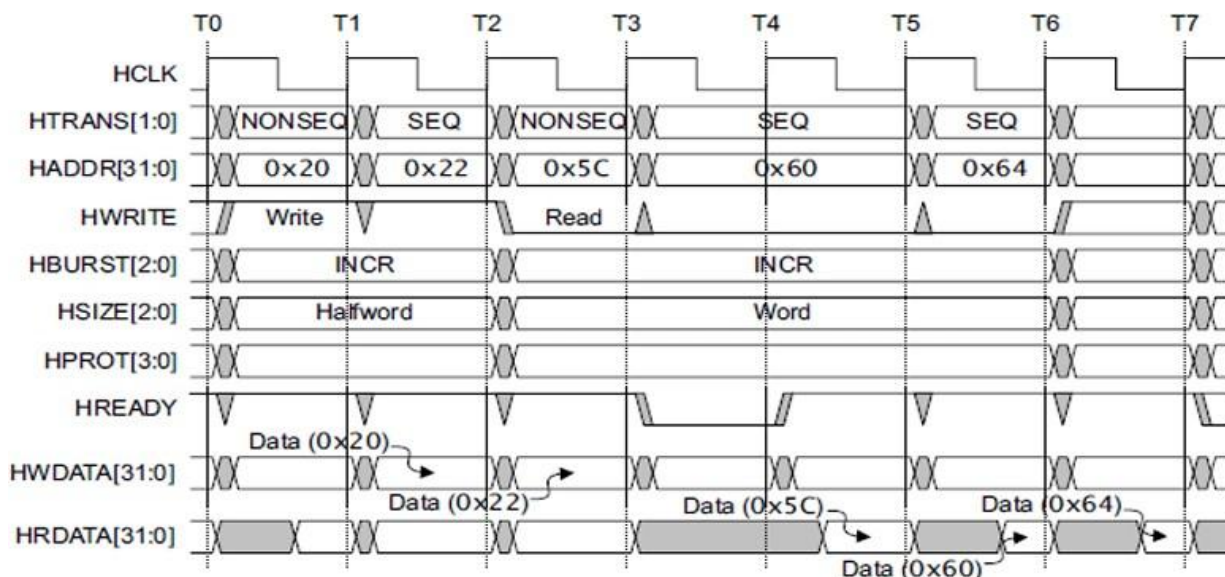 T0 T1 T2 T3 T4 T5 T6 T7
HCLK
HTRANS[1:0] NONSEQ SEQ NONSEQ SEQ SEQ
HADDR[31:0] 0x20 0x22 0x5C 0x60 0x64
HWRITE Write Read
HBURST[2:0] INCR INCR
HSIZE[2:0] Halfword Word
HPROT[3:0]
HREADY
Data (0x20)
HWDATA[31:0]
Data (0x22) Data (0x5C) Data (0x64)
HRDATA[31:0]
Data (0x60)